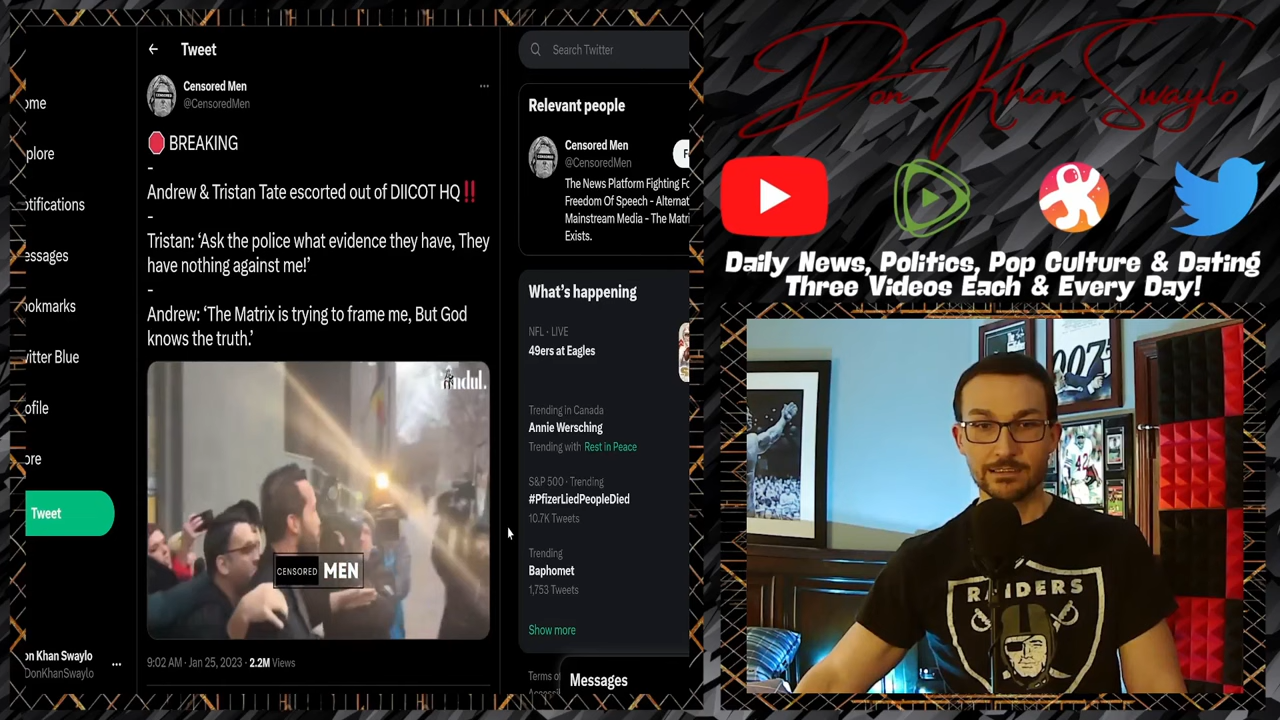 Tweet
Censored Men
@CensoredMen
BREAKING
-
Andrew & Tristan Tate escorted out of DIICOT HQ‼️
-
Tristan: ‘Ask the police what evidence they have, They
have nothing against me!’
-
Andrew: ‘The Matrix is trying to frame me, But God
knows the truth.’
CENSORED MEN
9:02 AM · Jan 25, 2023 · 2.2M Views
ome
plore
otifications
essages
ookmarks
witter Blue
ofile
ore
Tweet
on Khan Swaylo
DonKhanSwaylo
Search Twitter
Relevant people
Censored Men
@CensoredMen
F
The News Platform Fighting Fo
Freedom Of Speech - Alternat
Mainstream Media - The Matri
Exists.
What’s happening
NFL · LIVE
49ers at Eagles
Trending in Canada
Annie Wersching
Trending with Rest in Peace
S&P 500 · Trending
#PfizerLiedPeopleDied
10.7K Tweets
Trending
Baphomet
1,753 Tweets
Show more
Terms of
Messages
Don Khan Swaylo
Daily News, Politics, Pop Culture & Dating
Three Videos Each & Every Day!
007
42
RAIDERS